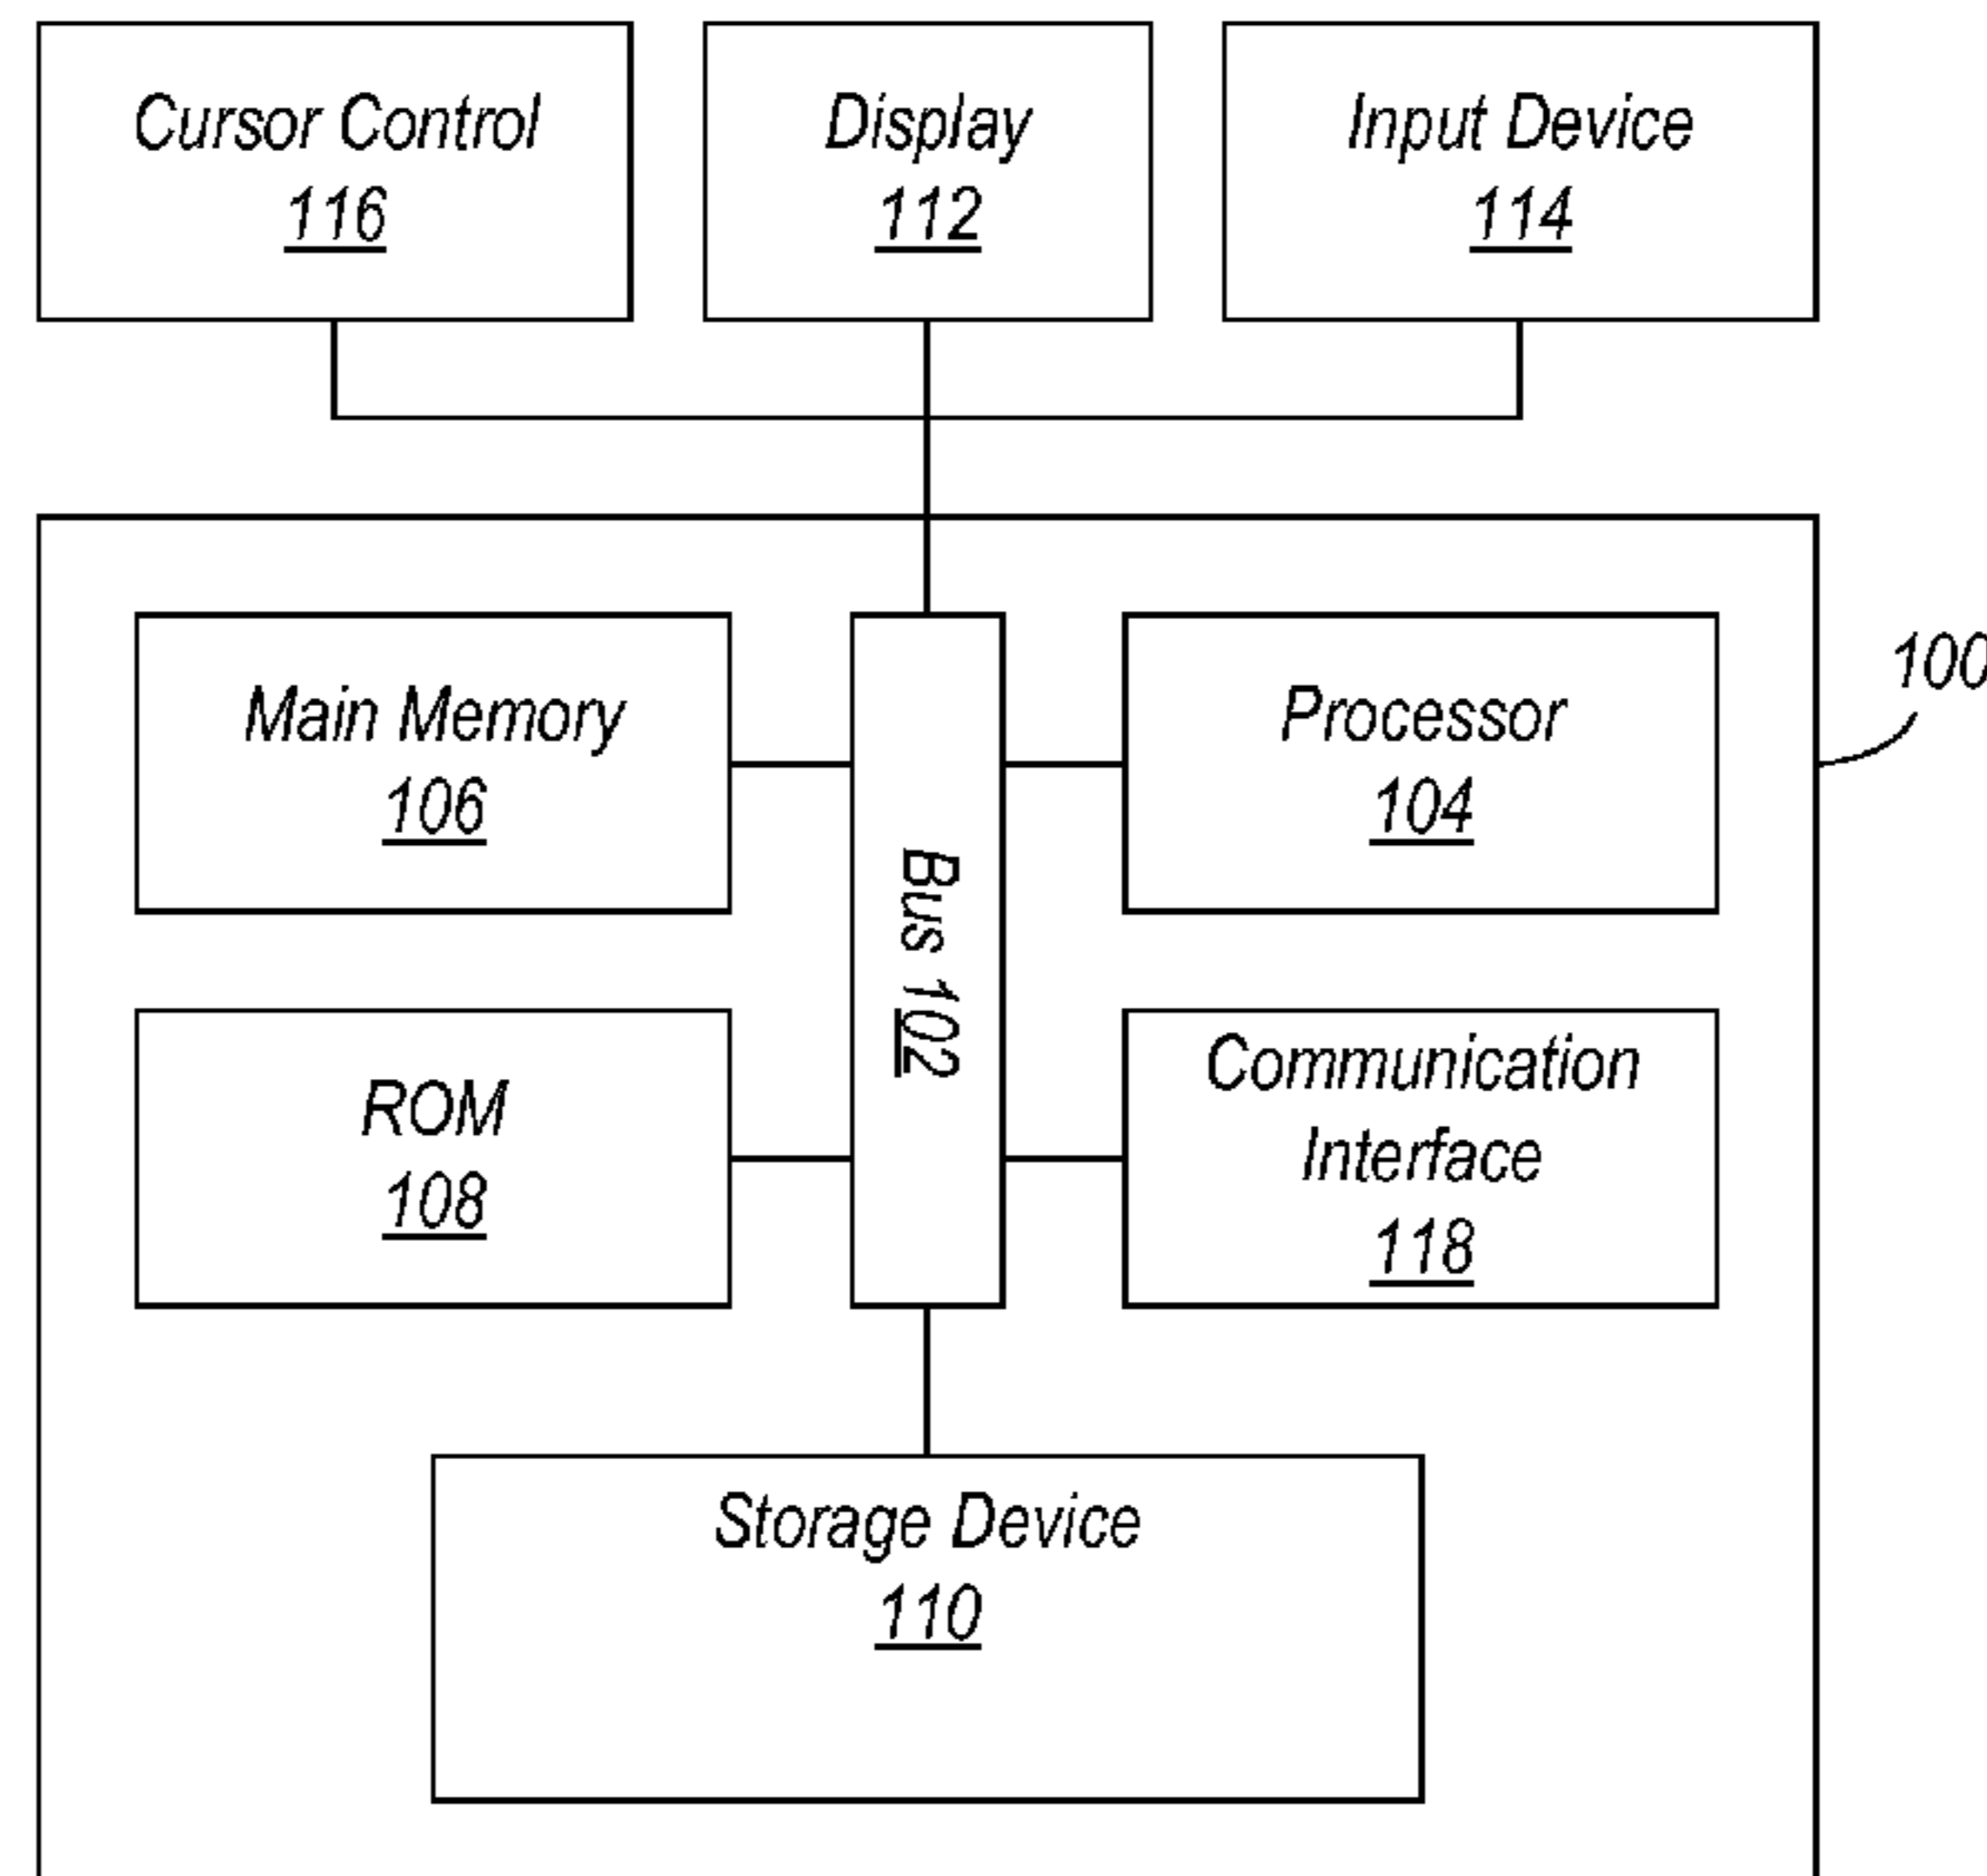 Cursor Control
116
Display
112
Input Device
114
Main Memory
106
Processor
104
100
Bus 102
ROM
108
Communication
Interface
118
Storage Device
110